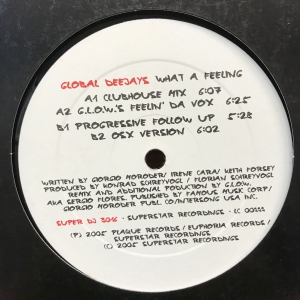 GLOBAL DEEJAYS WHAT A FEELING
A1 CLUBHOUSE MIX 6:07
A2 G.L.O.W.'S FEELIN' DA VOX 6:25
B1 PROGRESSIVE FOLLOW UP 5:28
B2 OSX VERSION 6:02
WRITTEN BY GIORGIO MORODER/ IRENE CARA/ KEITH FORSEY
PRODUCED BY KONRAD SCHREYVOGL / FLORIAN SCHREYVOGL
REMIX AND ADDITIONAL PRODUCTION BY G.L.O.W.
AKA SERGIO FLORES. PUBLISHED BY FAMOUS MUSIC CORP/
GIORGIO MORODER PUBL. CO/INTERSONG USA INC.
SUPER DJ 3096 · SUPERSTAR RECORDINGS · LC 00111
(P) 2005 PLAGUE RECORDS / EUPHORIA RECORDS /
SUPERSTAR RECORDINGS
(C) 2005 SUPERSTAR RECORDINGS